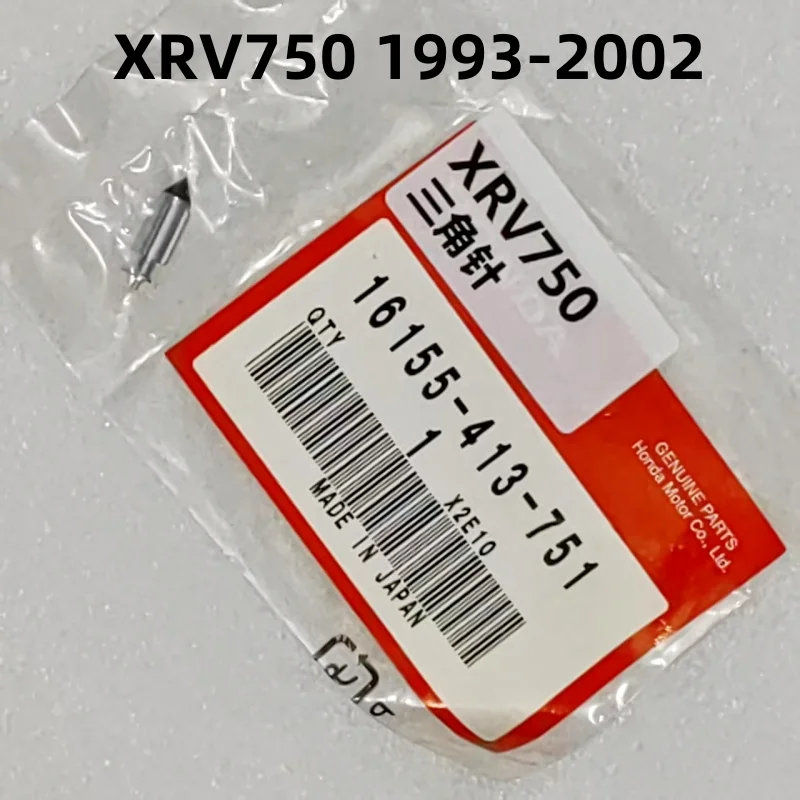 XRV750 1993-2002
XRV750
三角针
16155-413-751
QTY
1
X2E10
MADE IN JAPAN
GENUINE PARTS
Honda Motor Co., Ltd.